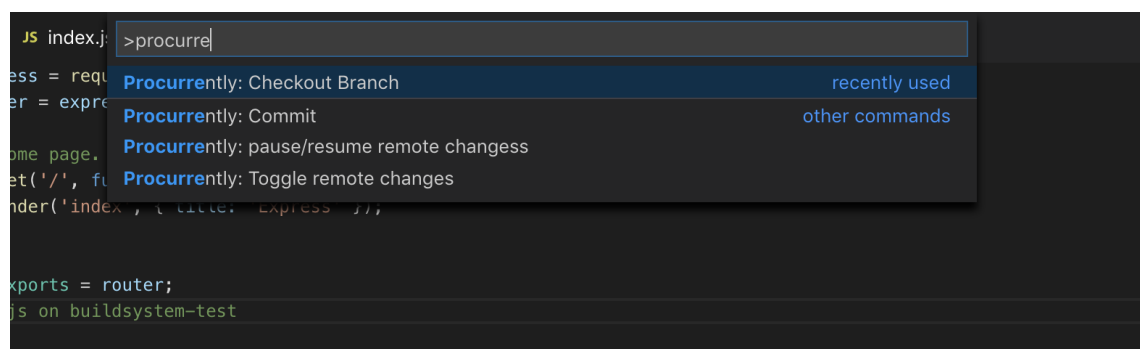 JS index.j
>procurre
ess = requ
Procurrently: Checkout Branch recently used
er = expre
Procurrently: Commit other commands
ome page.
Procurrently: pause/resume remote changess
et('/', fu
Procurrently: Toggle remote changes
nder('index', { title: 'Express' });
xports = router;
js on buildsystem-test